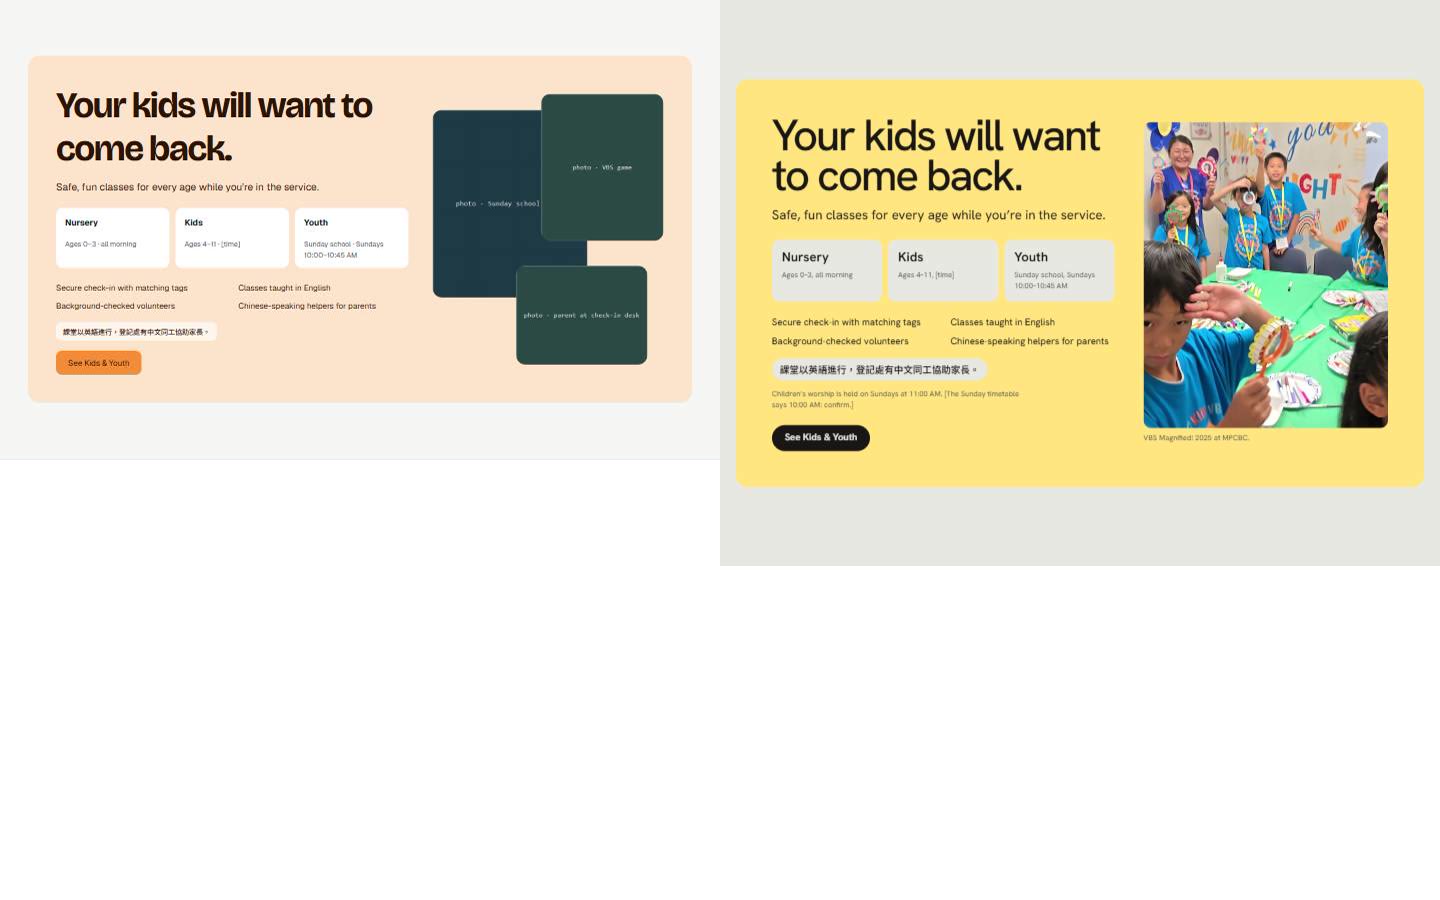 Your kids will want to
come back.
Safe, fun classes for every age while you're in the service.
Nursery
Ages 0–3 · all morning
Kids
Ages 4–11 · [time]
Youth
Sunday school · Sundays
10:00–10:45 AM
Secure check-in with matching tags
Classes taught in English
Background-checked volunteers
Chinese-speaking helpers for parents
課堂以英語進行，登記處有中文同工協助家長。
See Kids & Youth
photo · Sunday school
photo · VBS game
photo · parent at check-in desk
Your kids will want
to come back.
Safe, fun classes for every age while you're in the service.
Nursery
Ages 0-3, all morning
Kids
Ages 4-11, [time]
Youth
Sunday school, Sundays
10:00-10:45 AM
Secure check-in with matching tags
Classes taught in English
Background-checked volunteers
Chinese-speaking helpers for parents
課堂以英語進行，登記處有中文同工協助家長。
Children's worship is held on Sundays at 11:00 AM. [The Sunday timetable
says 10:00 AM: confirm.]
See Kids & Youth
you
UGHT
VBS Magnified! 2025 at MPCBC.